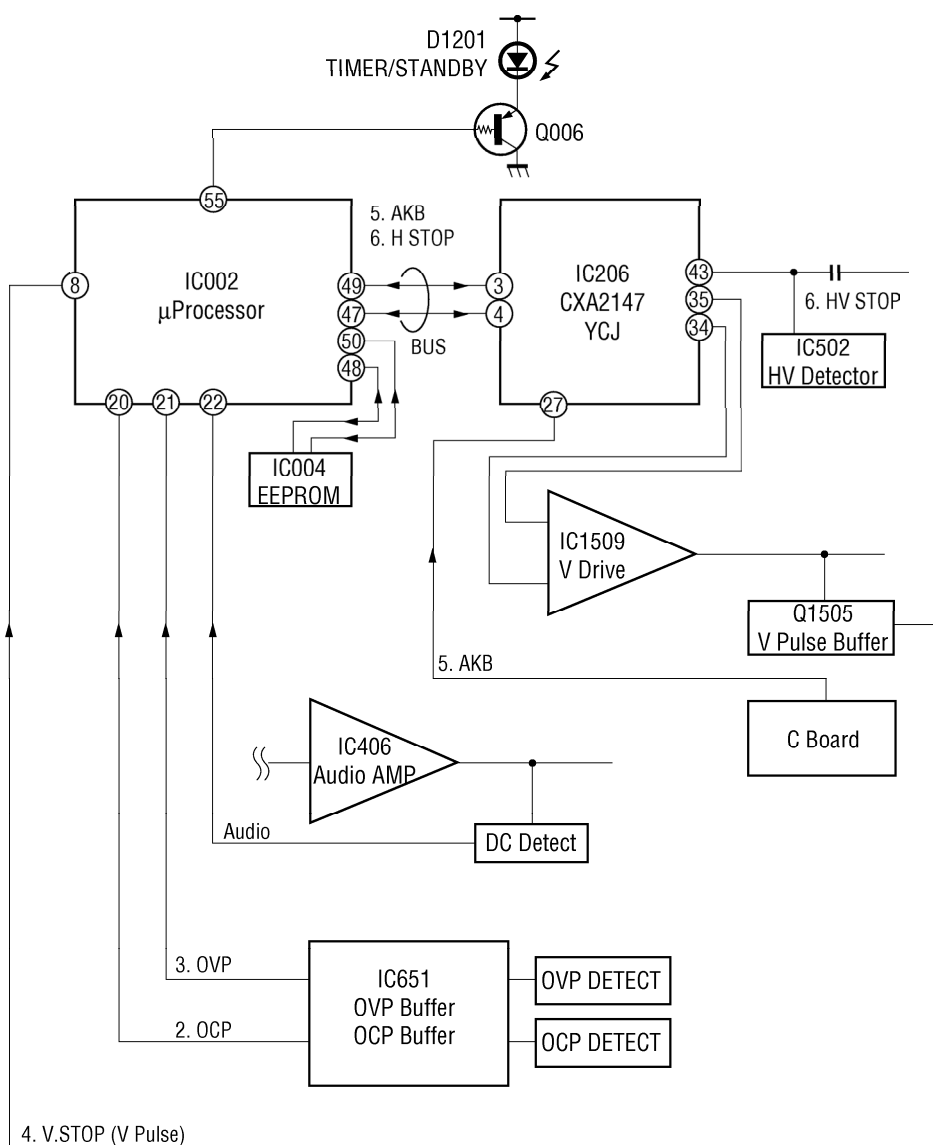 D1201
TIMER/STANDBY
Q006
55
5. AKB
6. H STOP
IC002
μProcessor
8
49
47
50
48
BUS
20
21
22
IC004
EEPROM
3
4
IC206
CXA2147
YCJ
43
35
34
27
6. HV STOP
IC502
HV Detector
IC1509
V Drive
Q1505
V Pulse Buffer
5. AKB
C Board
IC406
Audio AMP
Audio
DC Detect
3. OVP
2. OCP
IC651
OVP Buffer
OCP Buffer
OVP DETECT
OCP DETECT
4. V.STOP (V Pulse)